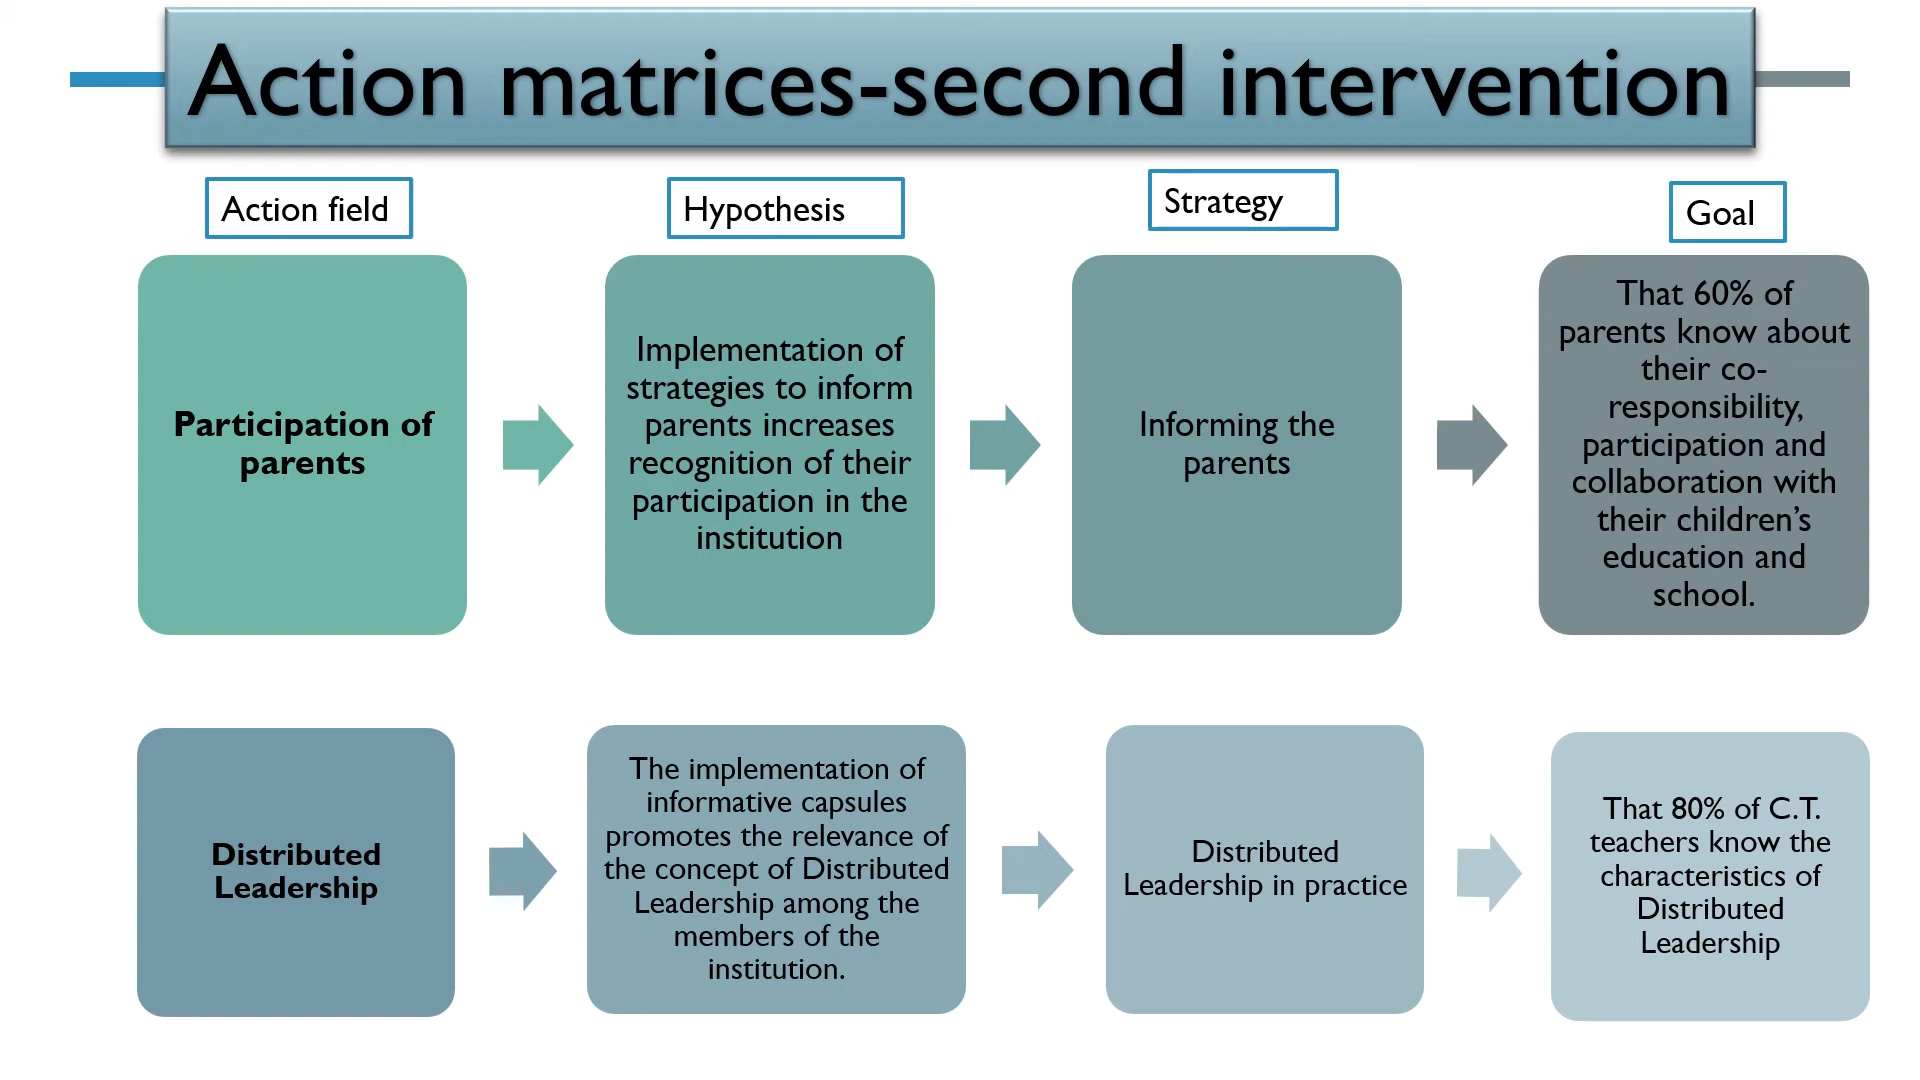 Action matrices-second intervention
Action field
Hypothesis
Strategy
Goal
Participation of
parents
Implementation of
strategies to inform
parents increases
recognition of their
participation in the
institution
Informing the
parents
That 60% of
parents know about
their co-
responsibility,
participation and
collaboration with
their children’s
education and
school.
Distributed
Leadership
The implementation of
informative capsules
promotes the relevance of
the concept of Distributed
Leadership among the
members of the
institution.
Distributed
Leadership in practice
That 80% of C.T.
teachers know the
characteristics of
Distributed
Leadership